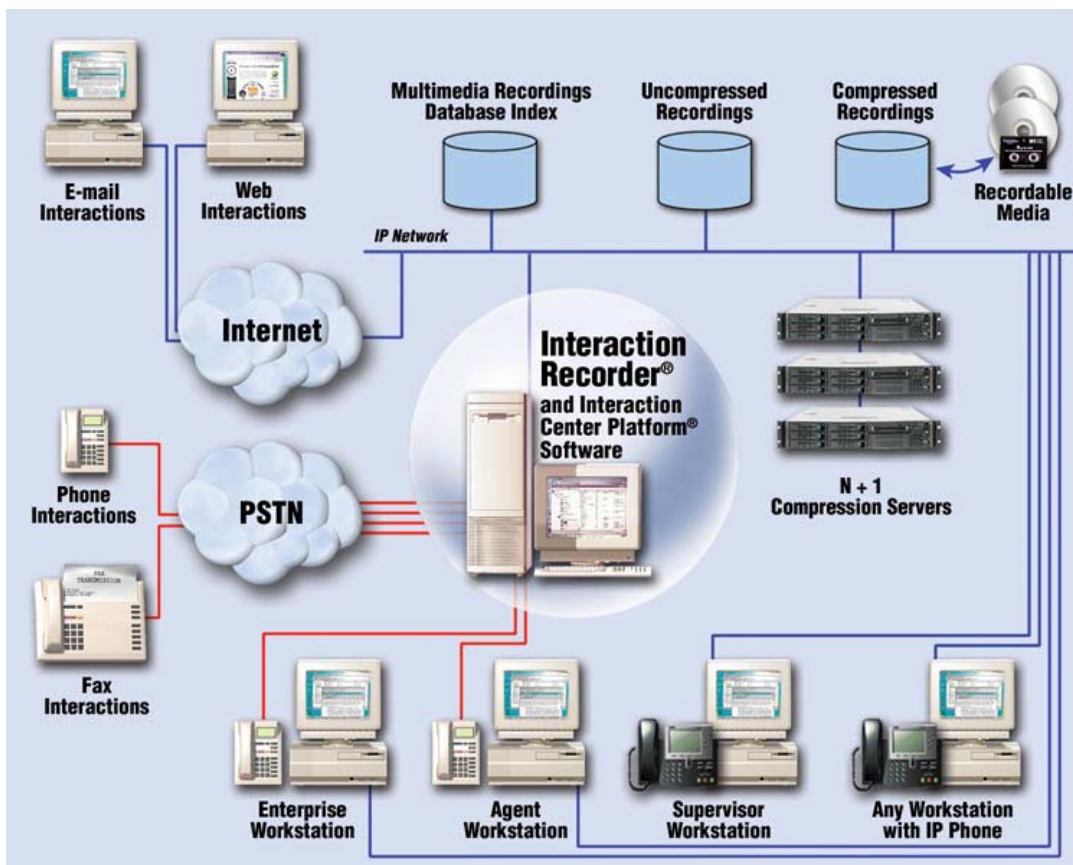 Multimedia Recordings
Database Index
Uncompressed
Recordings
Compressed
Recordings
E-mail
Interactions
Web
Interactions
Recordable
Media
IP Network
Internet
Interaction
Recorder®
and Interaction
Center Platform®
Software
Phone
Interactions
PSTN
N + 1
Compression Servers
FAX
TRANSMISSION
Fax
Interactions
Enterprise
Workstation
Agent
Workstation
Supervisor
Workstation
Any Workstation
with IP Phone